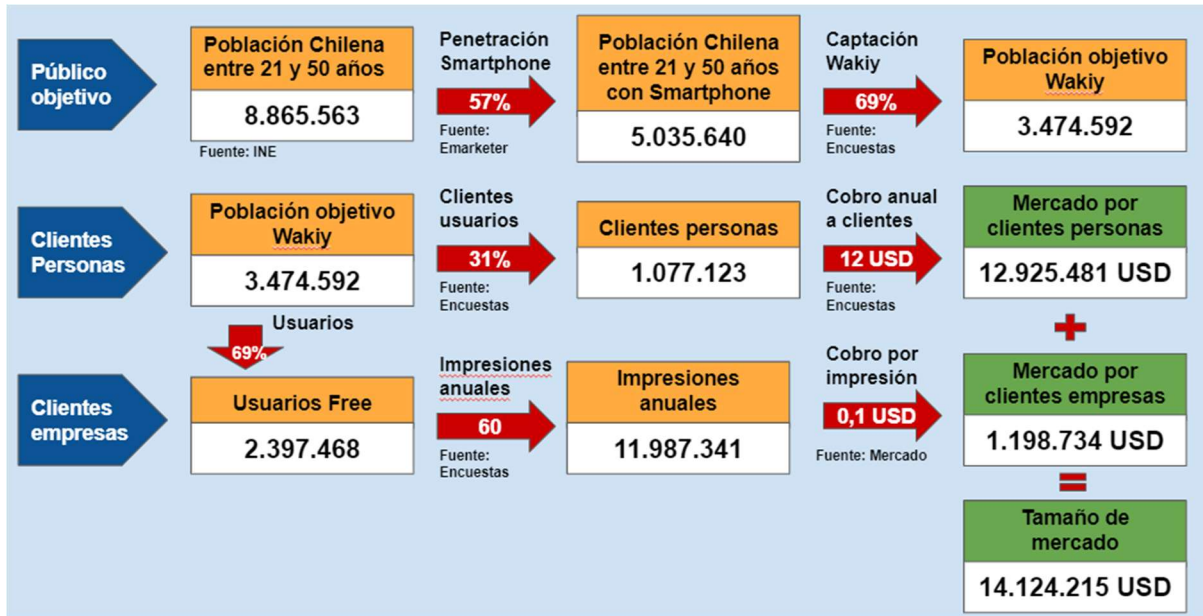 Público
objetivo
Población Chilena
entre 21 y 50 años
8.865.563
Fuente: INE
Penetración
Smartphone
57%
Fuente:
Emarketer
Población Chilena
entre 21 y 50 años
con Smartphone
5.035.640
Captación
Wakiy
69%
Fuente:
Encuestas
Población objetivo
Wakiy
3.474.592
Clientes
Personas
Población objetivo
Wakiy
3.474.592
Clientes
usuarios
31%
Fuente:
Encuestas
Clientes personas
1.077.123
Cobro anual
a clientes
12 USD
Fuente:
Encuestas
Mercado por
clientes personas
12.925.481 USD
Usuarios
69%
+
Clientes
empresas
Usuarios Free
2.397.468
Impresiones
anuales
60
Fuente:
Encuestas
Impresiones
anuales
11.987.341
Cobro por
impresión
0,1 USD
Fuente: Mercado
Mercado por
clientes empresas
1.198.734 USD
=
Tamaño de
mercado
14.124.215 USD